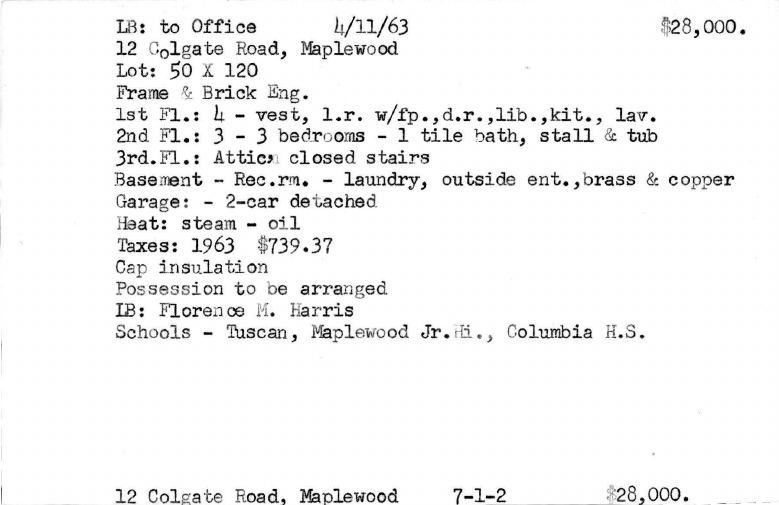 LB: to Office 4/11/63 $28,000.
12 Colgate Road, Maplewood
Lot: 50 X 120
Frame & Brick Eng.
1st Fl.: 4 - vest, l.r. w/fp.,d.r.,lib.,kit., lav.
2nd Fl.: 3 - 3 bedrooms - 1 tile bath, stall & tub
3rd.Fl.: Attic, closed stairs
Basement - Rec.rm. - laundry, outside ent.,brass & copper
Garage: - 2-car detached
Heat: steam - oil
Taxes: 1963 $739.37
Cap insulation
Possession to be arranged
LB: Florence M. Harris
Schools - Tuscan, Maplewood Jr.Hi., Columbia H.S.
12 Colgate Road, Maplewood 7-1-2 $28,000.